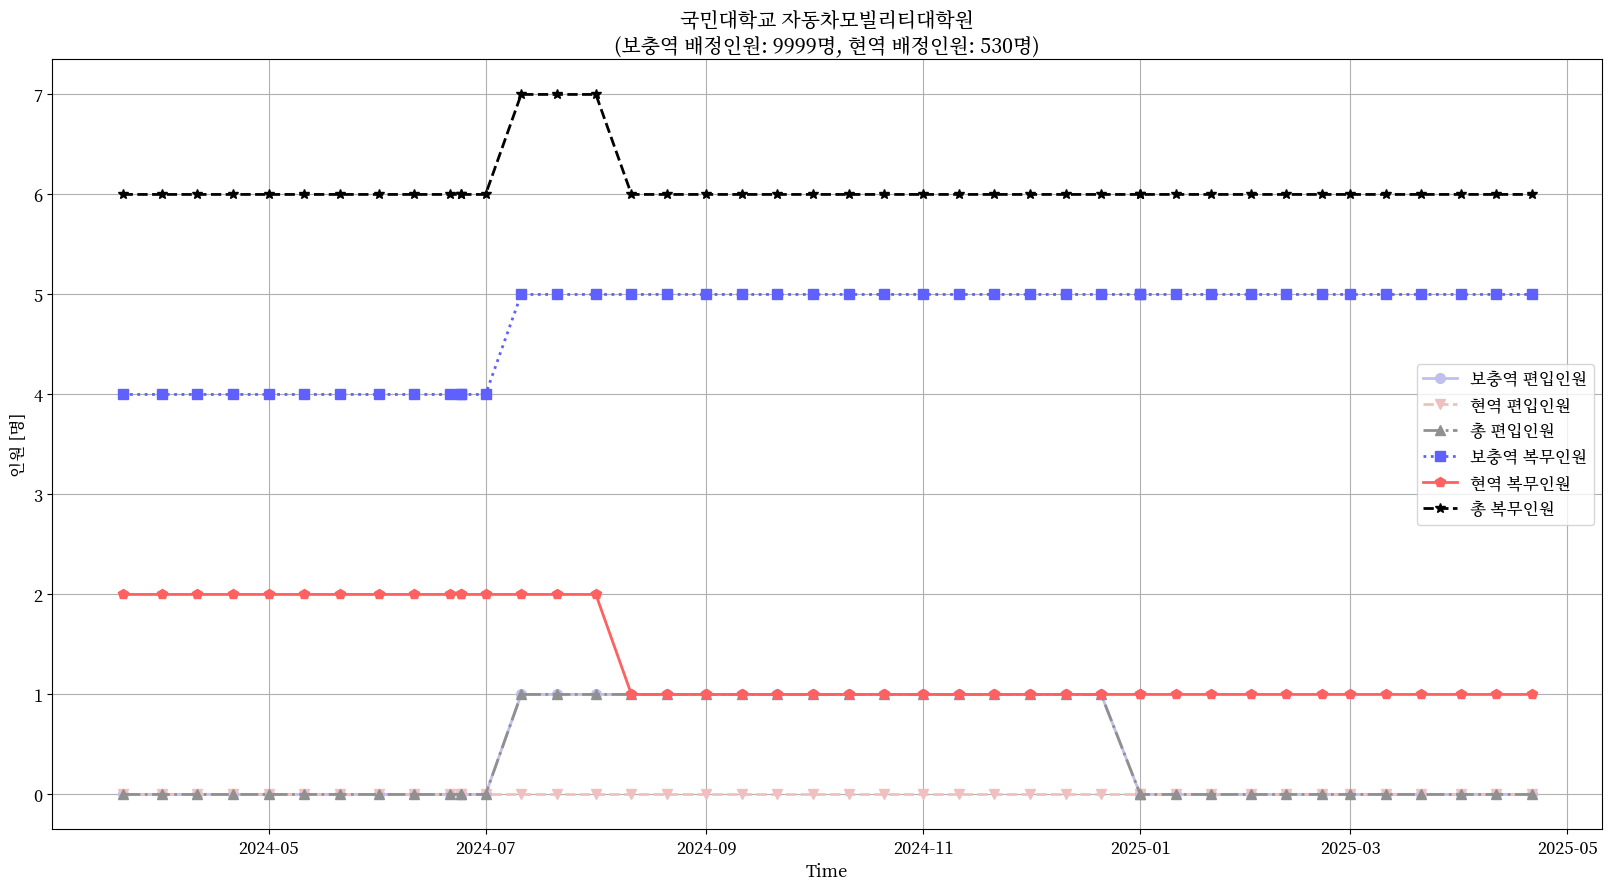 국민대학교 자동차모빌리티대학원
(보충역 배정인원: 9999명, 현역 배정인원: 530명)
인원 [명]
7
6
5
4
3
2
1
0
보충역 편입인원
현역 편입인원
총 편입인원
보충역 복무인원
현역 복무인원
총 복무인원
2024-05
2024-07
2024-09
2024-11
2025-01
2025-03
2025-05
Time